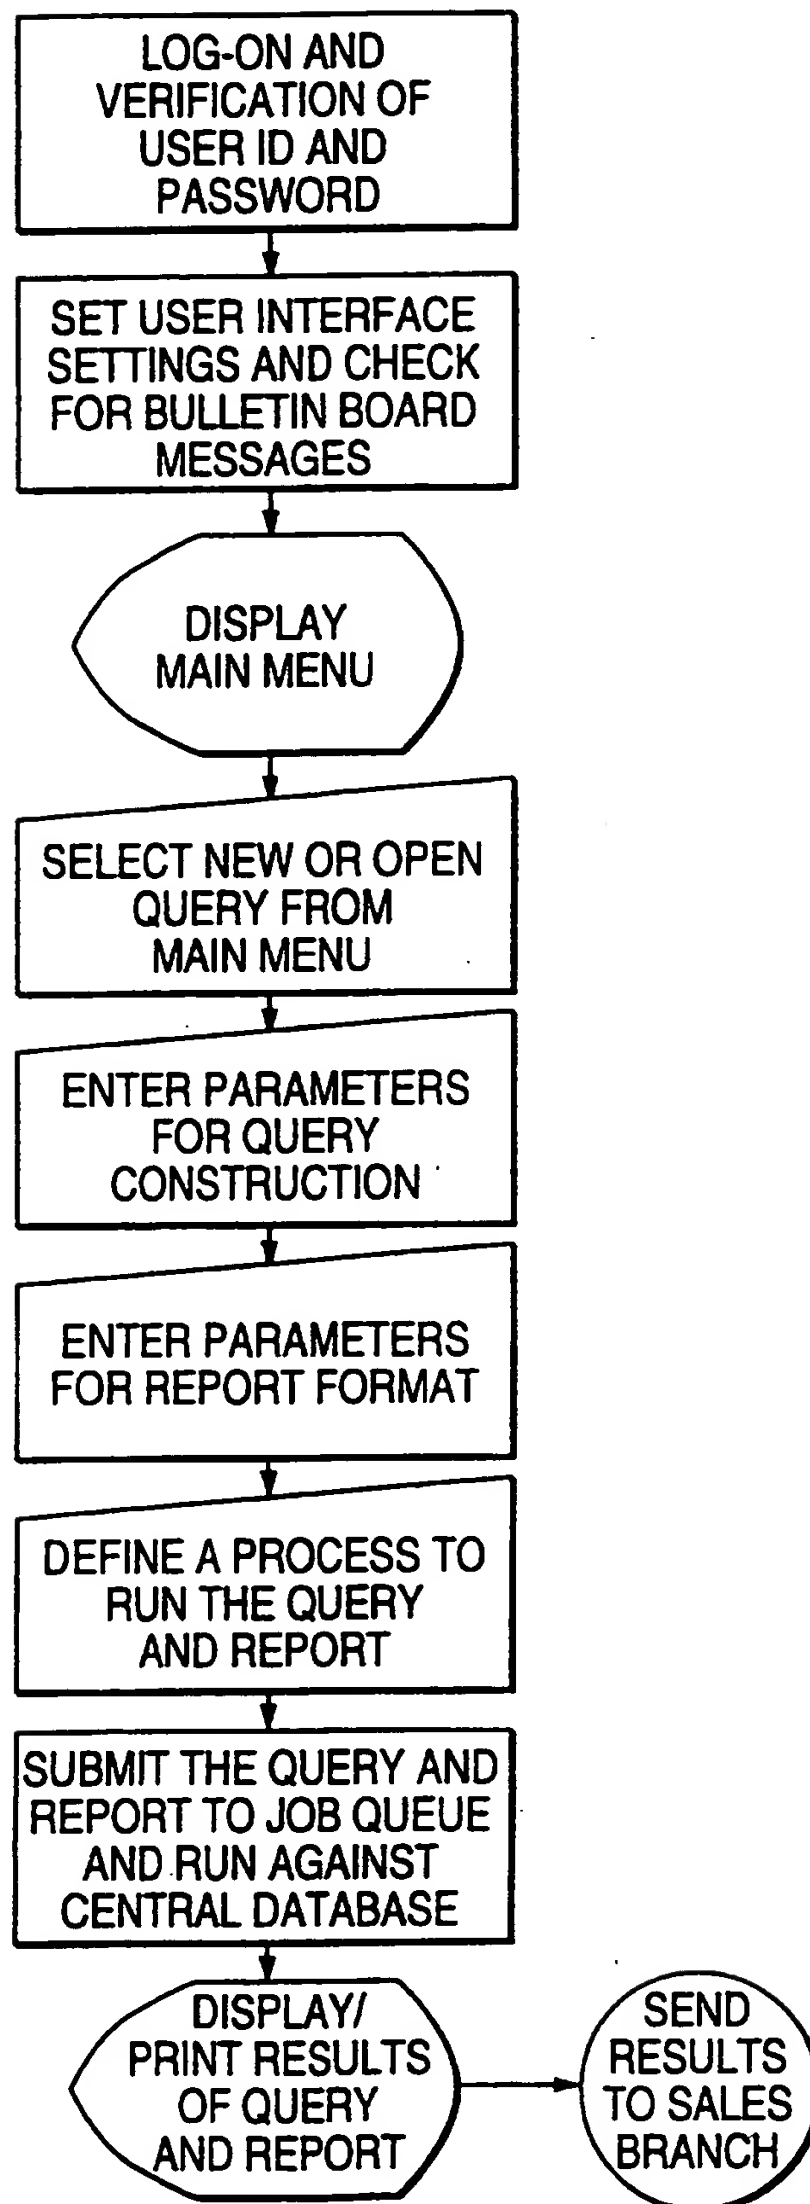 LOG-ON AND
VERIFICATION OF
USER ID AND
PASSWORD
SET USER INTERFACE
SETTINGS AND CHECK
FOR BULLETIN BOARD
MESSAGES
DISPLAY
MAIN MENU
SELECT NEW OR OPEN
QUERY FROM
MAIN MENU
ENTER PARAMETERS
FOR QUERY
CONSTRUCTION
ENTER PARAMETERS
FOR REPORT FORMAT
DEFINE A PROCESS TO
RUN THE QUERY
AND REPORT
SUBMIT THE QUERY AND
REPORT TO JOB QUEUE
AND RUN AGAINST
CENTRAL DATABASE
DISPLAY/
PRINT RESULTS
OF QUERY
AND REPORT
SEND
RESULTS
TO SALES
BRANCH